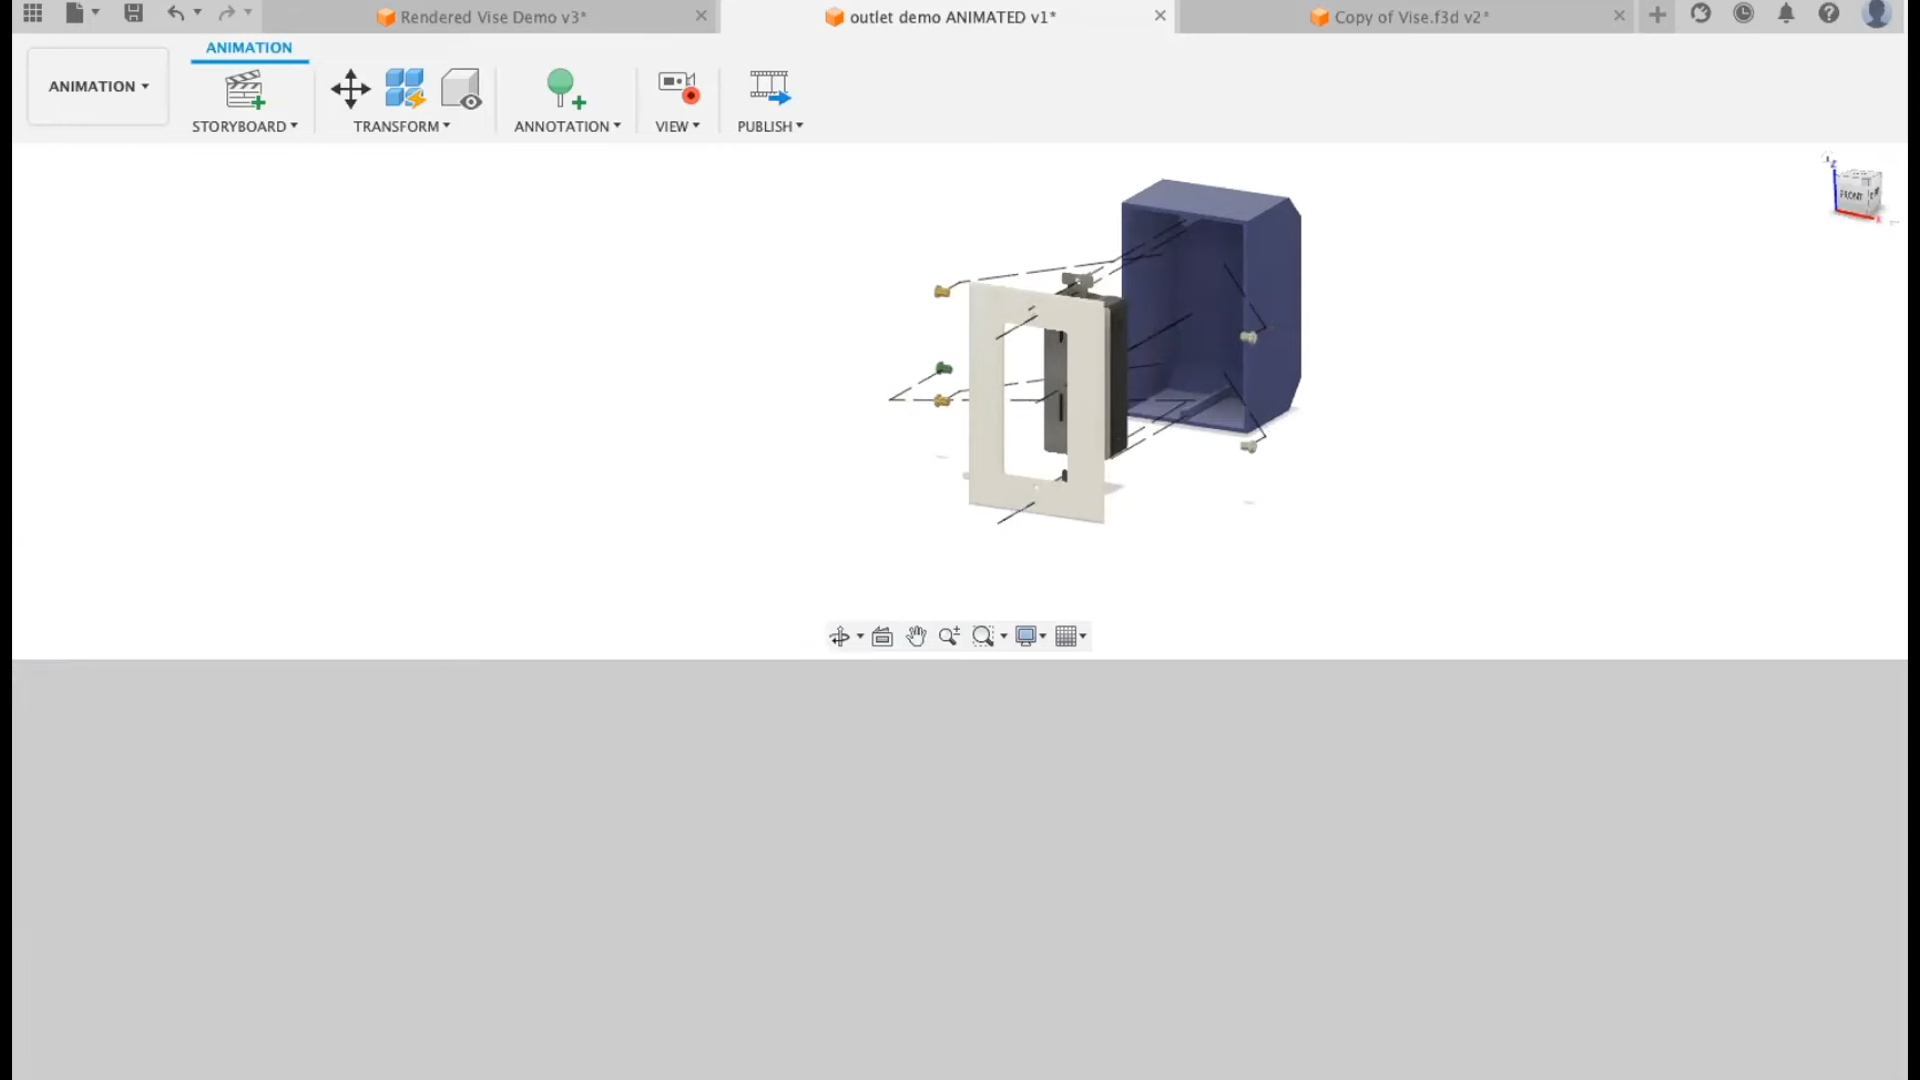 Rendered Vise Demo v3*
outlet demo ANIMATED v1*
Copy of Vise.f3d v2*
ANIMATION
ANIMATION
STORYBOARD
TRANSFORM
ANNOTATION
VIEW
PUBLISH
Z
FRONT